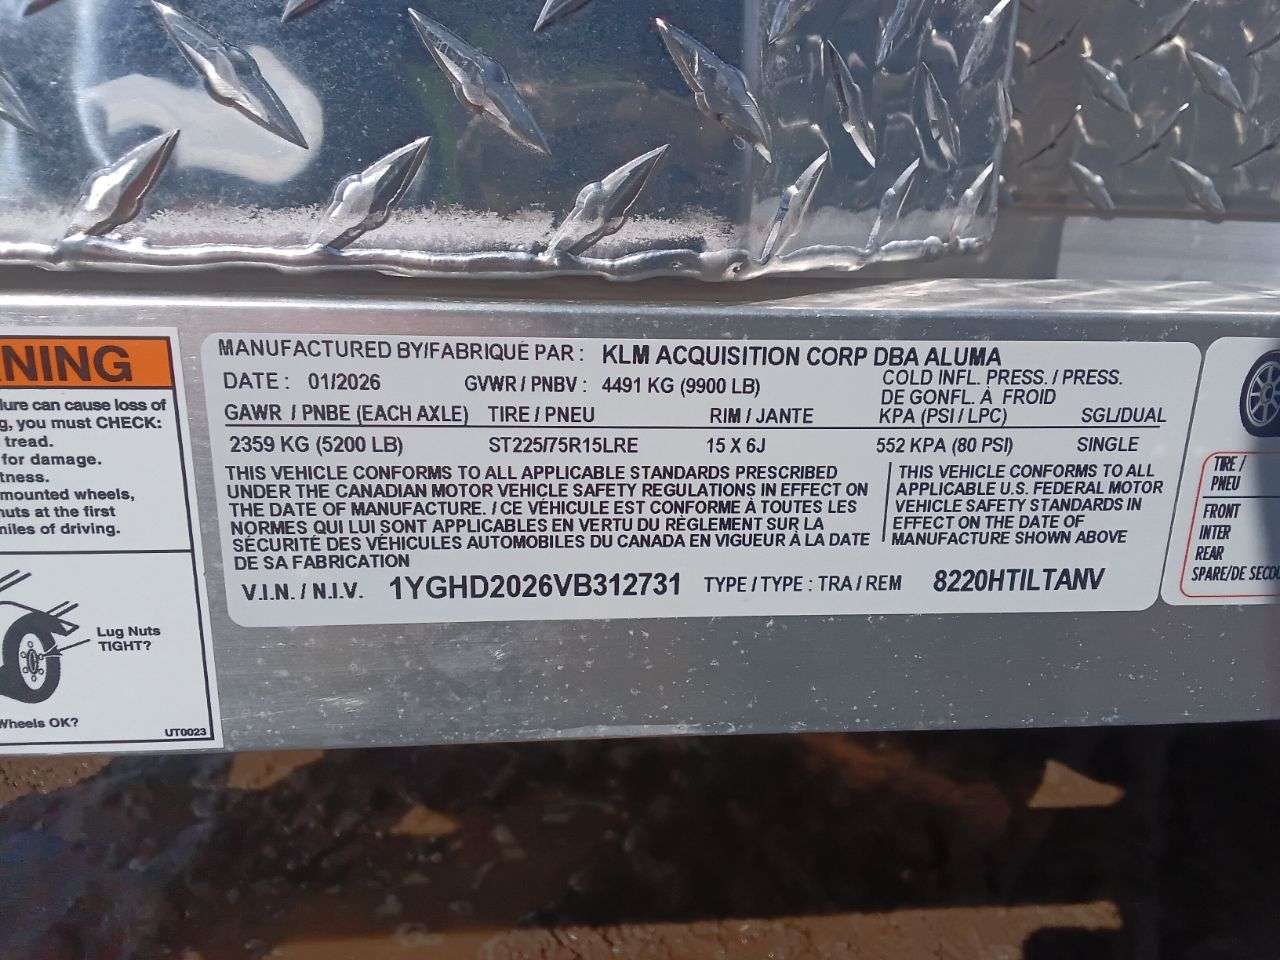 NING
lure can cause loss of
g, you must CHECK:
tread.
for damage.
tness.
mounted wheels,
nuts at the first
miles of driving.
Lug Nuts
TIGHT?
Wheels OK?
UT0023
MANUFACTURED BY/FABRIQUÉ PAR : KLM ACQUISITION CORP DBA ALUMA
DATE : 01/2026 GVWR / PNBV : 4491 KG (9900 LB) COLD INFL. PRESS. / PRESS.
DE GONFL. À FROID
GAWR / PNBE (EACH AXLE) TIRE / PNEU RIM / JANTE KPA (PSI / LPC) SGL/DUAL
2359 KG (5200 LB) ST225/75R15LRE 15 X 6J 552 KPA (80 PSI) SINGLE
THIS VEHICLE CONFORMS TO ALL APPLICABLE STANDARDS PRESCRIBED
UNDER THE CANADIAN MOTOR VEHICLE SAFETY REGULATIONS IN EFFECT ON
THE DATE OF MANUFACTURE. / CE VÉHICULE EST CONFORME À TOUTES LES
NORMES QUI LUI SONT APPLICABLES EN VERTU DU RÈGLEMENT SUR LA
SÉCURITÉ DES VÉHICULES AUTOMOBILES DU CANADA EN VIGUEUR À LA DATE
DE SA FABRICATION
THIS VEHICLE CONFORMS TO ALL
APPLICABLE U.S. FEDERAL MOTOR
VEHICLE SAFETY STANDARDS IN
EFFECT ON THE DATE OF
MANUFACTURE SHOWN ABOVE
V.I.N. / N.I.V. 1YGHD2026VB312731 TYPE / TYPE : TRA / REM 8220HTILTANV
TIRE /
PNEU
FRONT
INTER
REAR
SPARE/DE SECOU